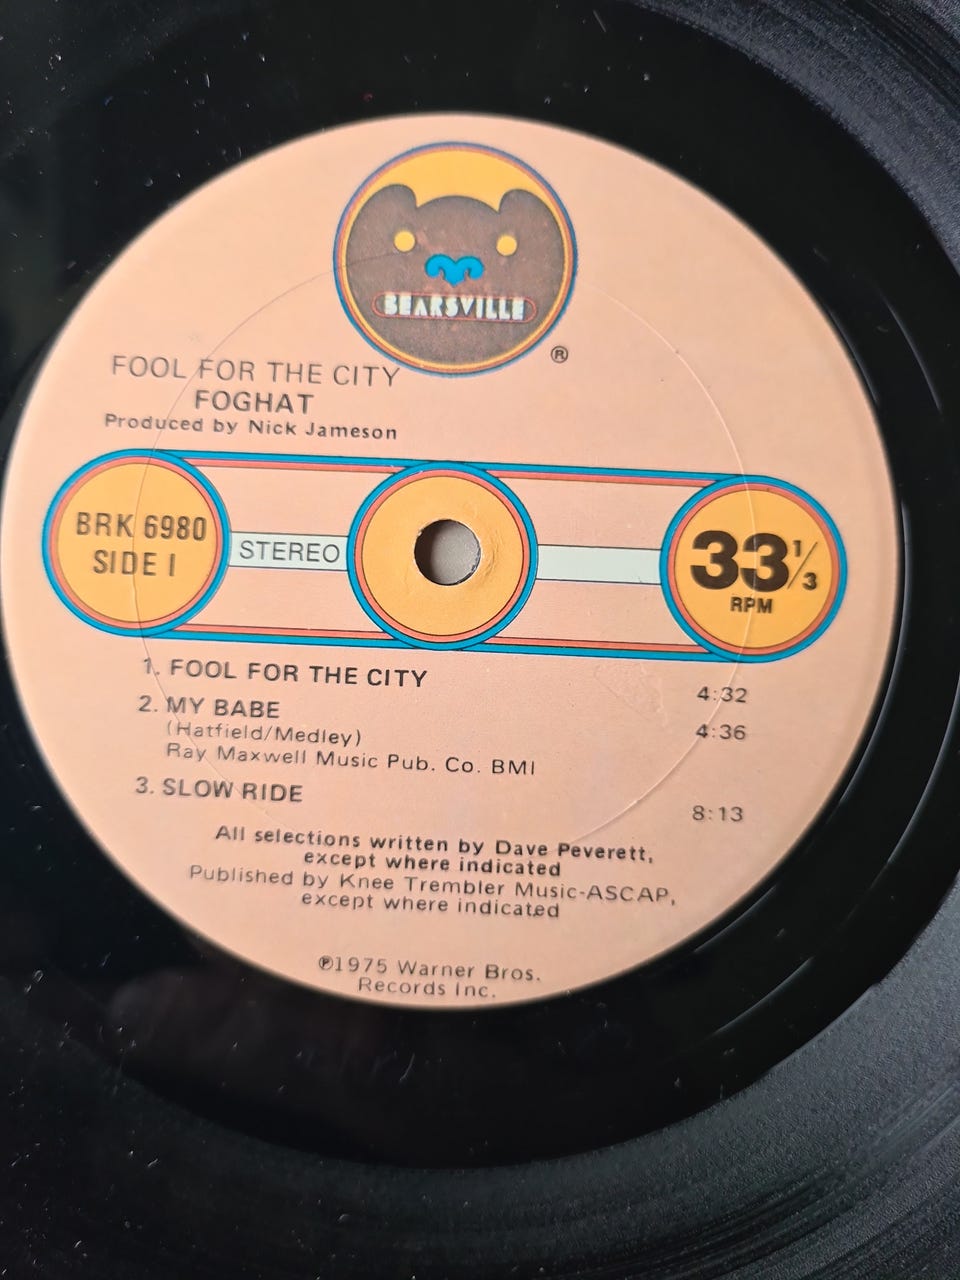 BEARSVILLE
®
FOOL FOR THE CITY
FOGHAT
Produced by Nick Jameson
BRK 6980
SIDE I
STEREO
33⅓
RPM
1. FOOL FOR THE CITY 4:32
2. MY BABE 4:36
(Hatfield/Medley)
Ray Maxwell Music Pub. Co. BMI
3. SLOW RIDE 8:13
All selections written by Dave Peverett,
except where indicated
Published by Knee Trembler Music-ASCAP,
except where indicated
℗1975 Warner Bros.
Records Inc.